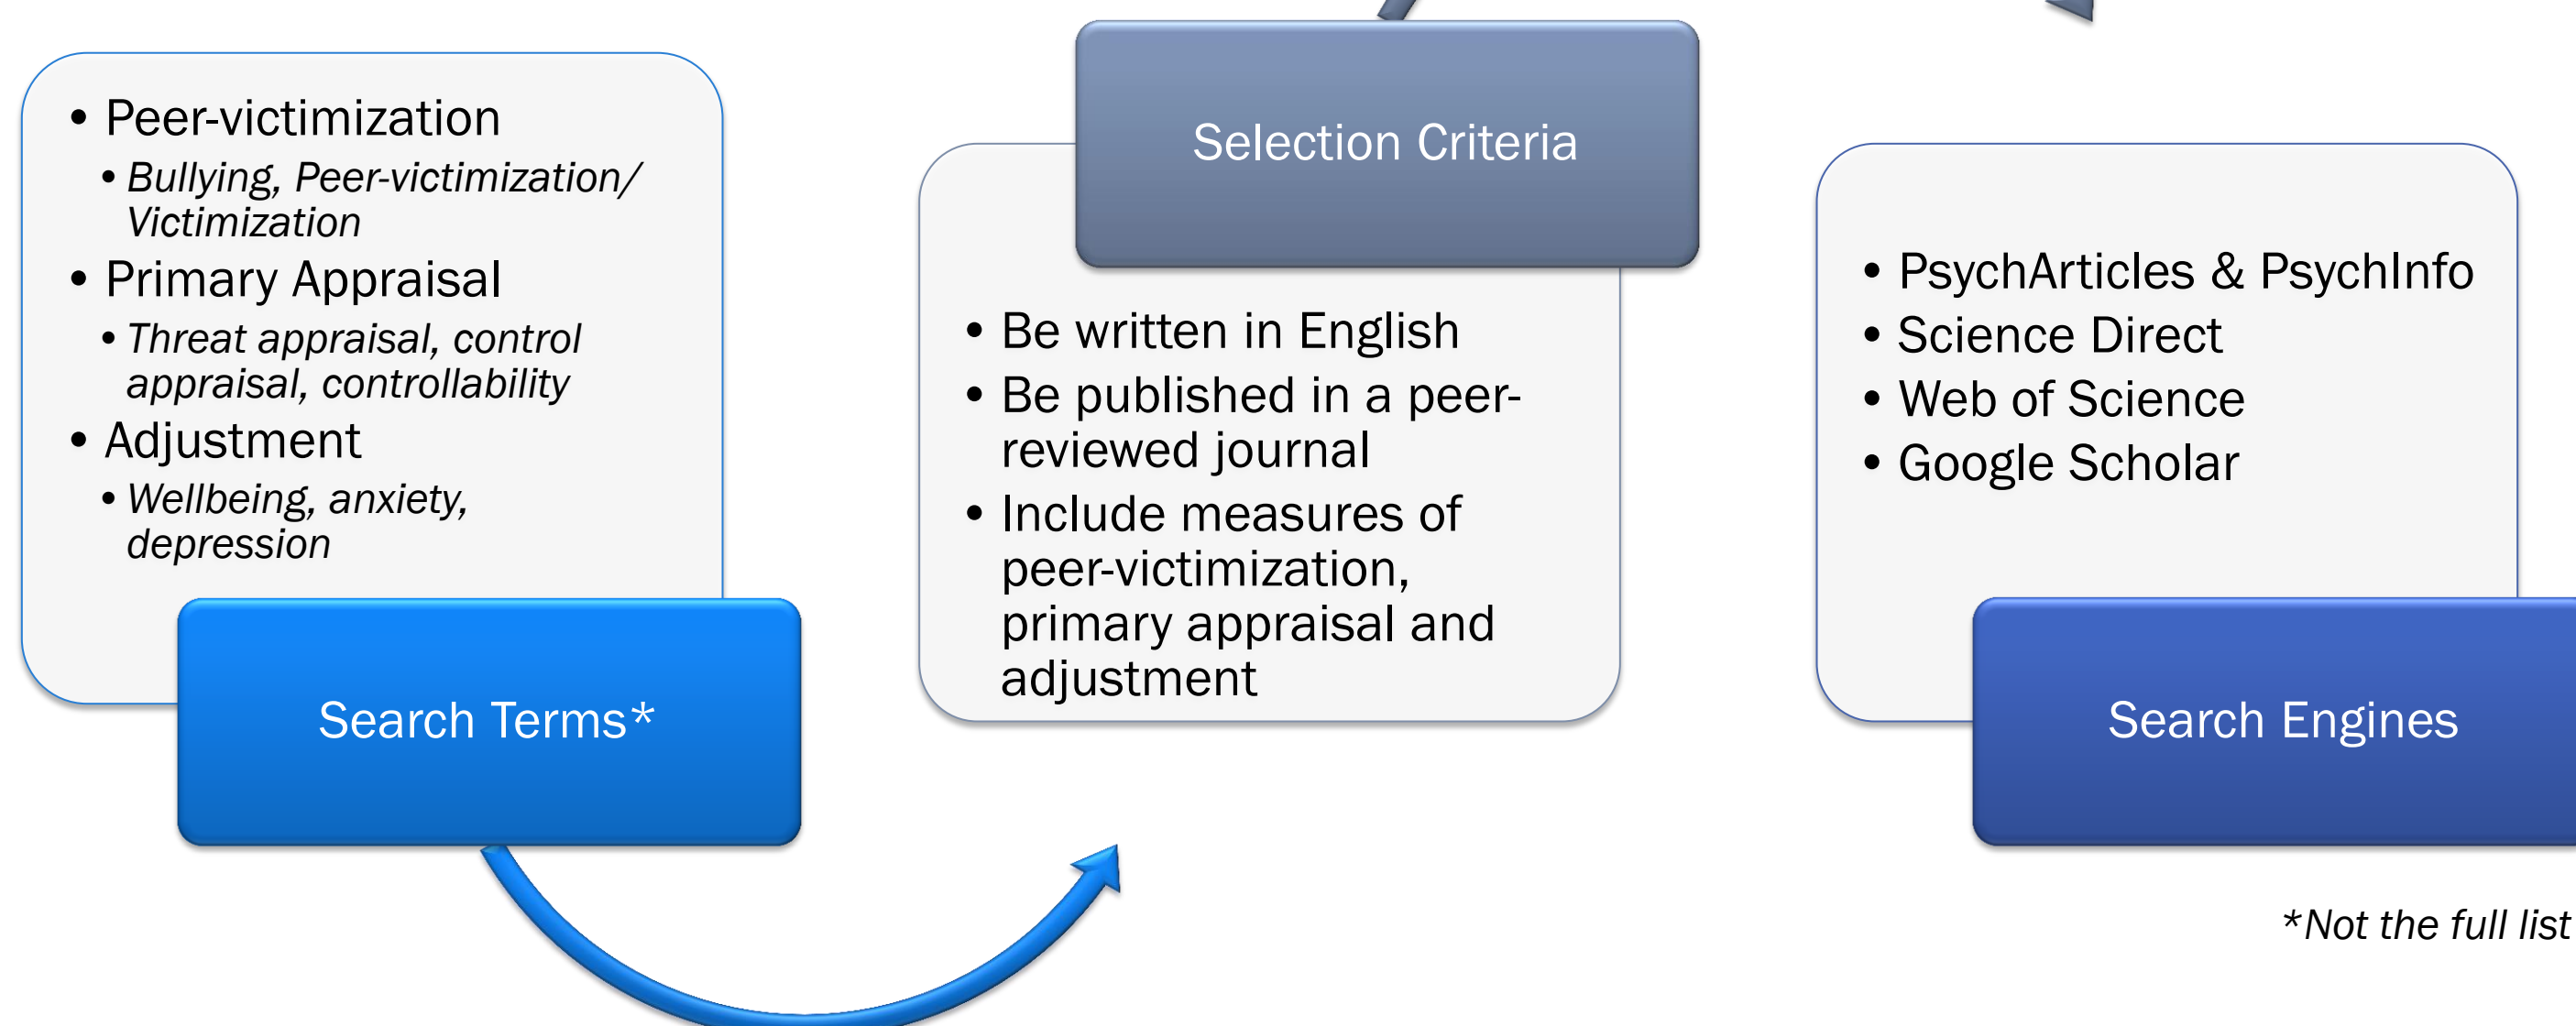 • Peer-victimization
• Bullying, Peer-victimization/
Victimization
• Primary Appraisal
• Threat appraisal, control
appraisal, controllability
• Adjustment
• Wellbeing, anxiety,
depression
Search Terms*
Selection Criteria
• Be written in English
• Be published in a peer-
reviewed journal
• Include measures of
peer-victimization,
primary appraisal and
adjustment
• PsychArticles & PsychInfo
• Science Direct
• Web of Science
• Google Scholar
Search Engines
*Not the full list